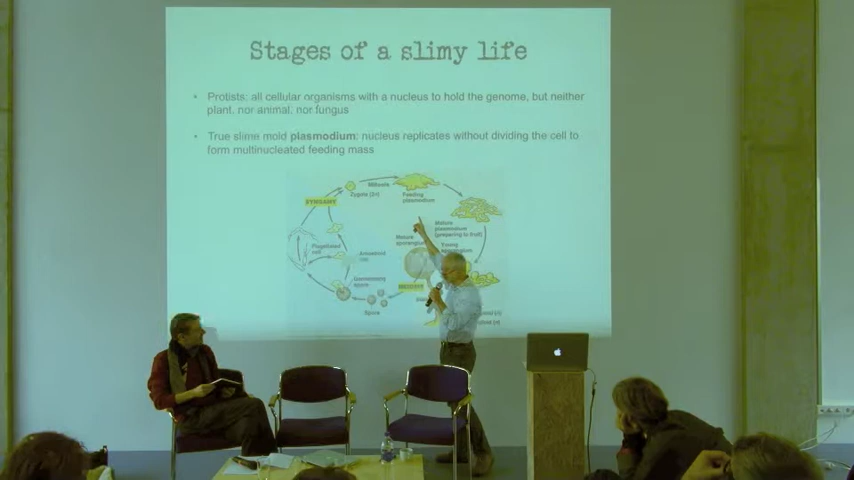 Stages of a slimy life
• Protists: all cellular organisms with a nucleus to hold the genome, but neither
plant, nor animal, nor fungus
• True slime mold plasmodium: nucleus replicates without dividing the cell to
form multinucleated feeding mass
SYNGAMY
Zygote (2n)
Mitosis
Feeding
plasmodium
Mature
plasmodium
(preparing to fruit)
Young
sporangium
Mature
sporangium
Flagellated
cell
Amoeboid
cell
Germinating
spore
Spore
MEIOSIS